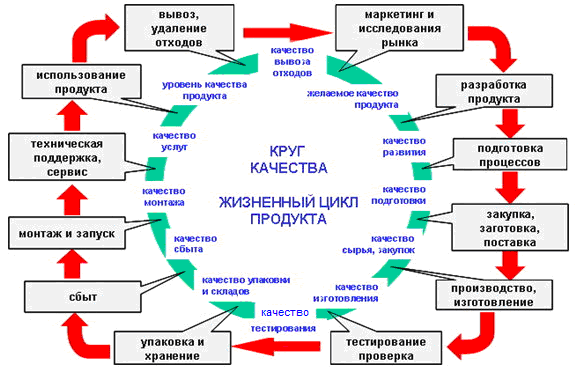 вывоз,
удаление
отходов
маркетинг и
исследования
рынка
разработка
продукта
подготовка
процессов
закупка,
заготовка,
поставка
производство,
изготовление
тестирование
проверка
упаковка и
хранение
сбыт
монтаж и запуск
техническая
поддержка,
сервис
использование
продукта
качество
вывоза
отходов
желаемое качество
продукта
качество
развития
качество
подготовки
качество
сырья, закупок
качество
изготовления
качество
тестирования
качество упаковки
и складов
качество
сбыта
качество
монтажа
качество
услуг
уровень качества
продукта
КРУГ
КАЧЕСТВА
ЖИЗНЕННЫЙ ЦИКЛ
ПРОДУКТА